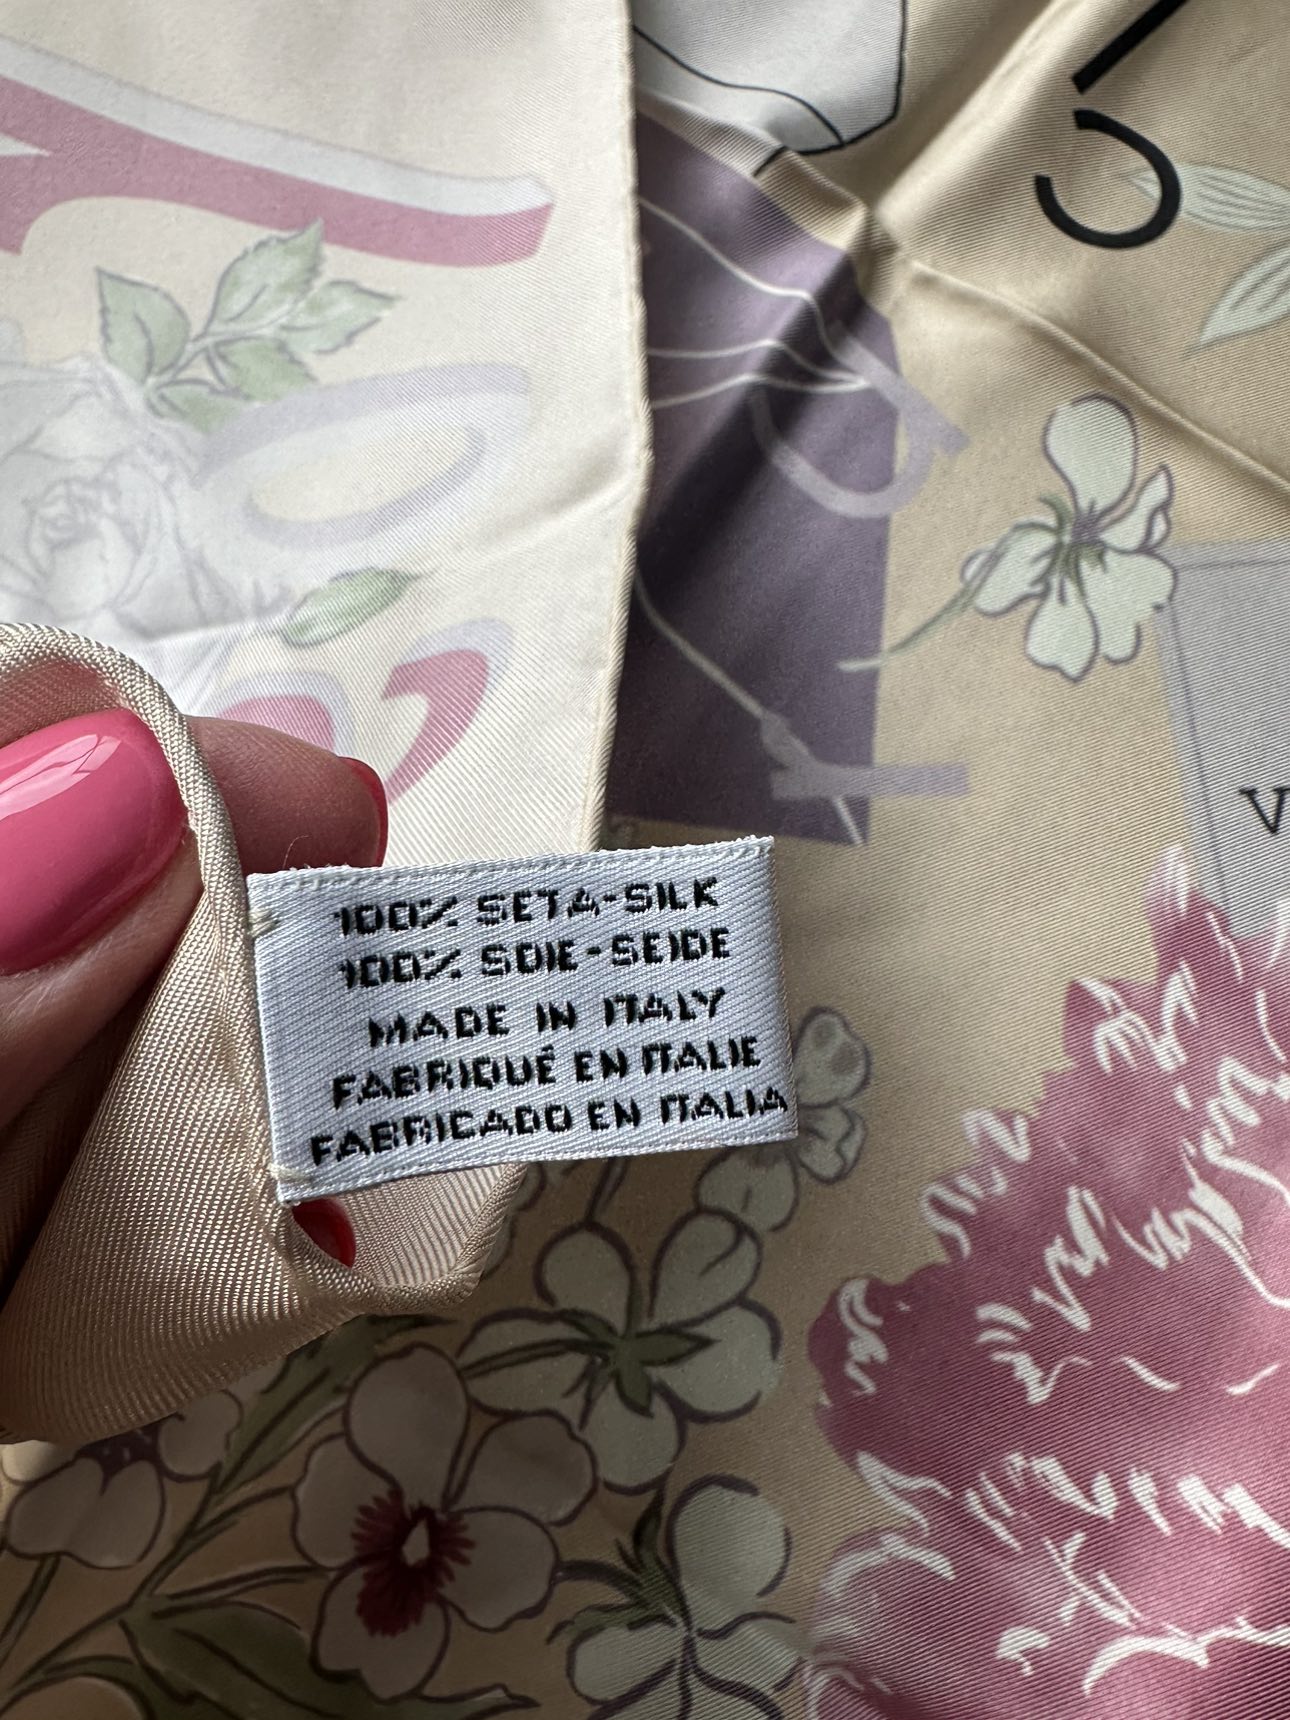 100% SETA-SILK
100% SOIE-SEIDE
MADE IN ITALY
FABRIQUÉ EN ITALIE
FABRICADO EN ITALIA
V